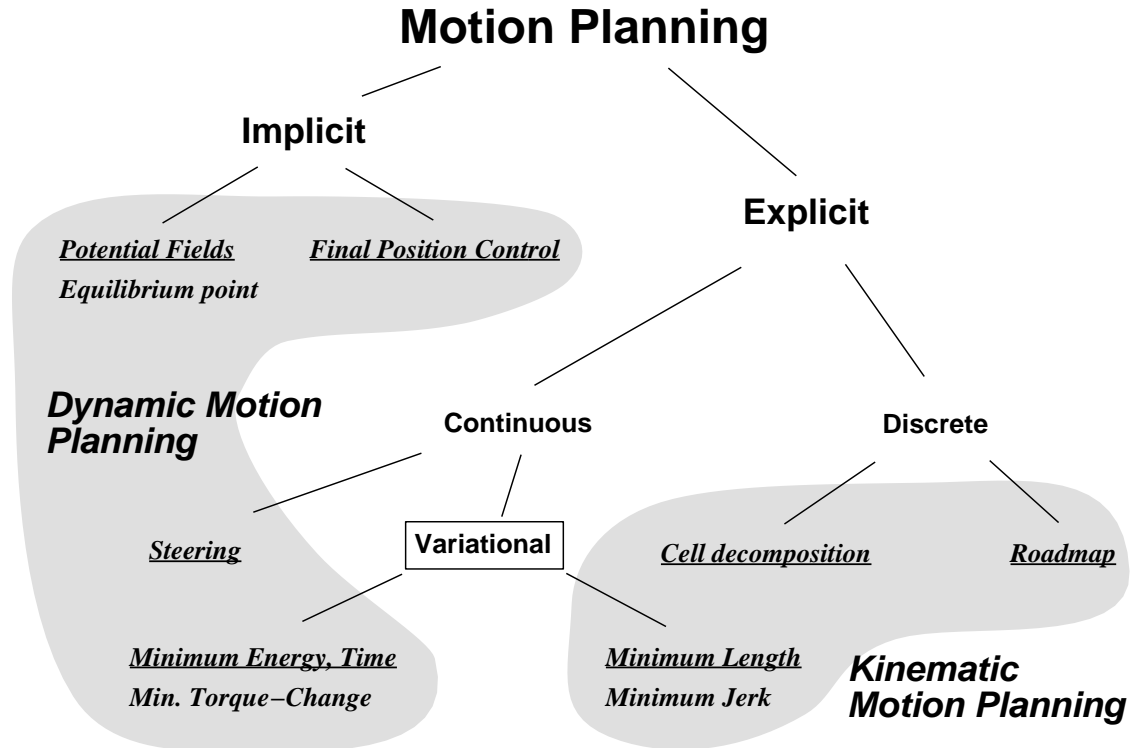 Motion Planning
Implicit
Explicit
Potential Fields
Final Position Control
Equilibrium point
Dynamic Motion
Planning
Continuous
Discrete
Steering
Variational
Cell decomposition
Roadmap
Minimum Energy, Time
Min. Torque−Change
Minimum Length
Minimum Jerk
Kinematic
Motion Planning